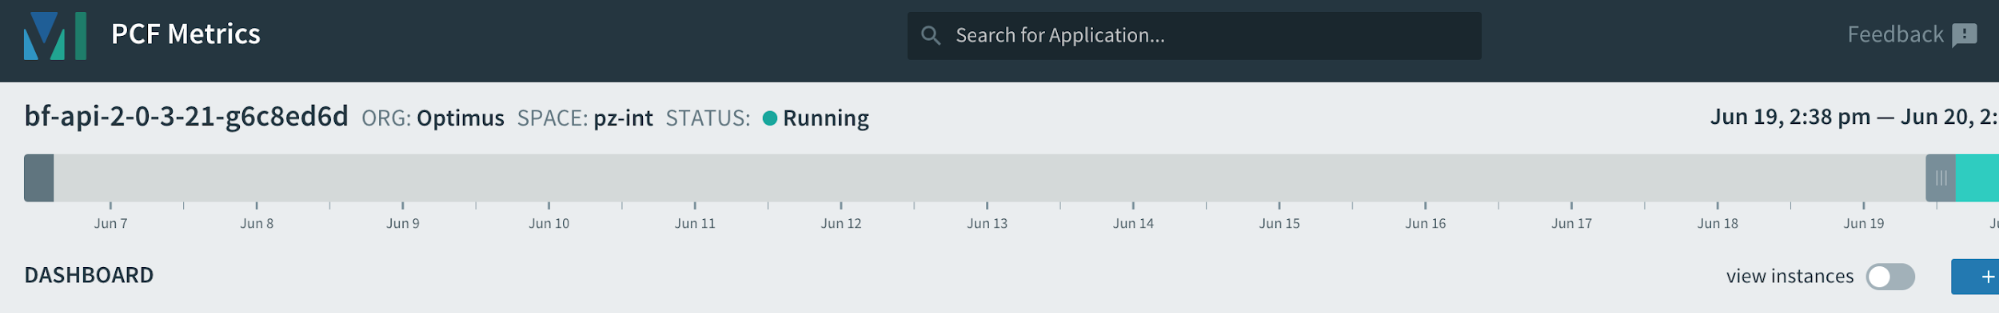 PCF Metrics
Search for Application...
Feedback
bf-api-2-0-3-21-g6c8ed6d ORG: Optimus SPACE: pz-int STATUS: Running
Jun 19, 2:38 pm — Jun 20, 2:
Jun 7 Jun 8 Jun 9 Jun 10 Jun 11 Jun 12 Jun 13 Jun 14 Jun 15 Jun 16 Jun 17 Jun 18 Jun 19
DASHBOARD
view instances
+